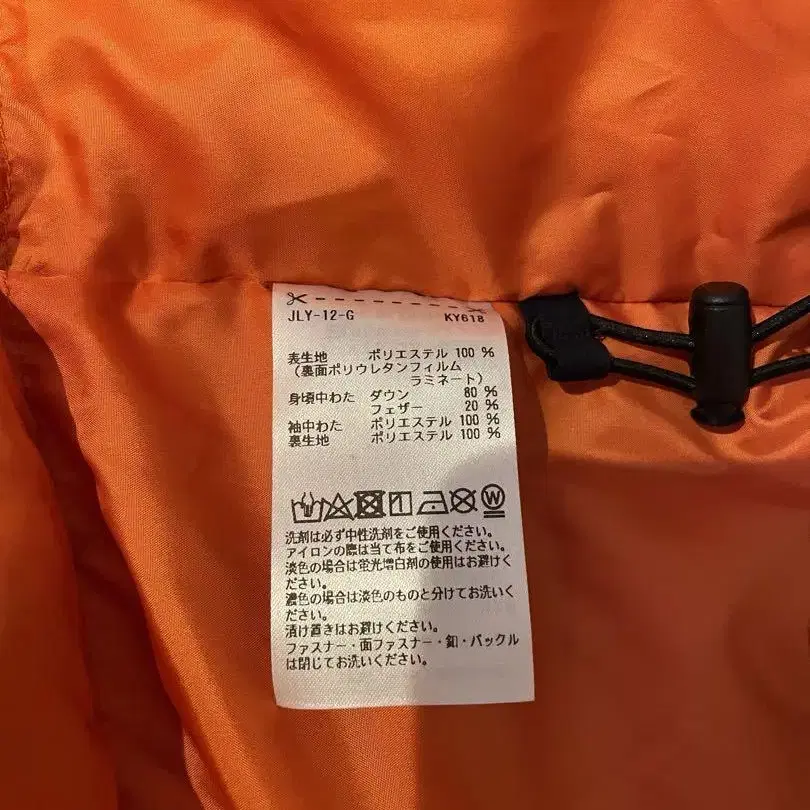 JLY-12-G KY618
表生地 ポリエステル 100 %
(裏面ポリウレタンフィルム
ラミネート)
身頃中わた ダウン 80 %
フェザー 20 %
袖中わた ポリエステル 100 %
裏生地 ポリエステル 100 %
W
洗剤は必ず中性洗剤をご使用ください。
アイロンの際は当て布をご使用ください。
淡色の場合は蛍光増白剤の使用はお避けく
ださい。
濃色の場合は淡色のものと分けてお洗いく
ださい。
漬け置きはお避けください。
ファスナー・面ファスナー・釦・バックル
は閉じてお洗いください。